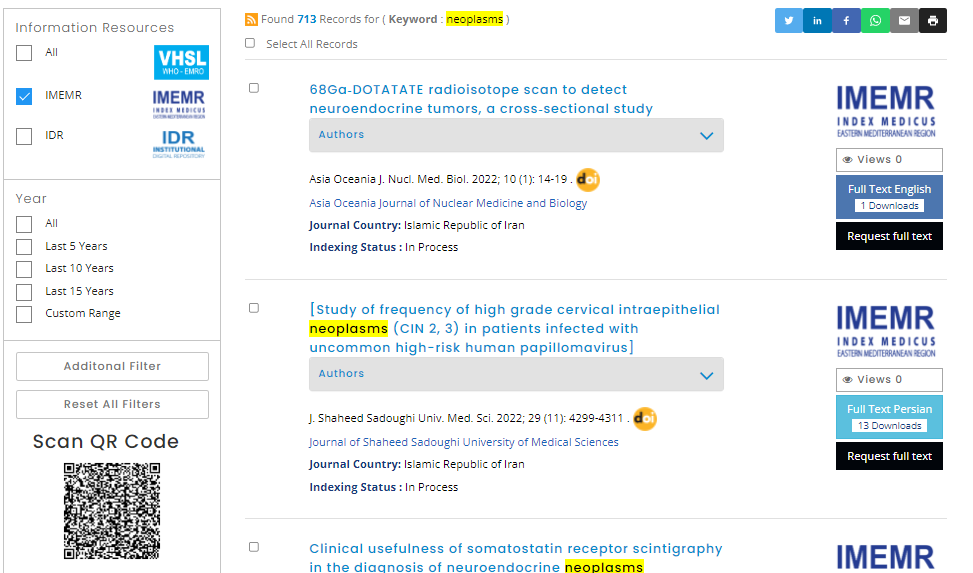 Information Resources
All
VHSL
WHO - EMRO
IMEMR
IMEMR
INDEX MEDICUS
EASTERN MEDITERRANEAN REGION
IDR
IDR
INSTITUTIONAL
DIGITAL REPOSITORY
Year
All
Last 5 Years
Last 10 Years
Last 15 Years
Custom Range
Additonal Filter
Reset All Filters
Scan QR Code
Found 713 Records for ( Keyword : neoplasms )
Select All Records
68Ga-DOTATATE radioisotope scan to detect
neuroendocrine tumors, a cross-sectional study
Authors
Asia Oceania J. Nucl. Med. Biol. 2022; 10 (1): 14-19 . doi
Asia Oceania Journal of Nuclear Medicine and Biology
Journal Country: Islamic Republic of Iran
Indexing Status : In Process
IMEMR
INDEX MEDICUS
EASTERN MEDITERRANEAN REGION
Views 0
Full Text English
1 Downloads
Request full text
[Study of frequency of high grade cervical intraepithelial
neoplasms (CIN 2, 3) in patients infected with
uncommon high-risk human papillomavirus]
Authors
J. Shaheed Sadoughi Univ. Med. Sci. 2022; 29 (11): 4299-4311 . doi
Journal of Shaheed Sadoughi University of Medical Sciences
Journal Country: Islamic Republic of Iran
Indexing Status : In Process
IMEMR
INDEX MEDICUS
EASTERN MEDITERRANEAN REGION
Views 0
Full Text Persian
13 Downloads
Request full text
Clinical usefulness of somatostatin receptor scintigraphy
in the diagnosis of neuroendocrine neoplasms
IMEMR